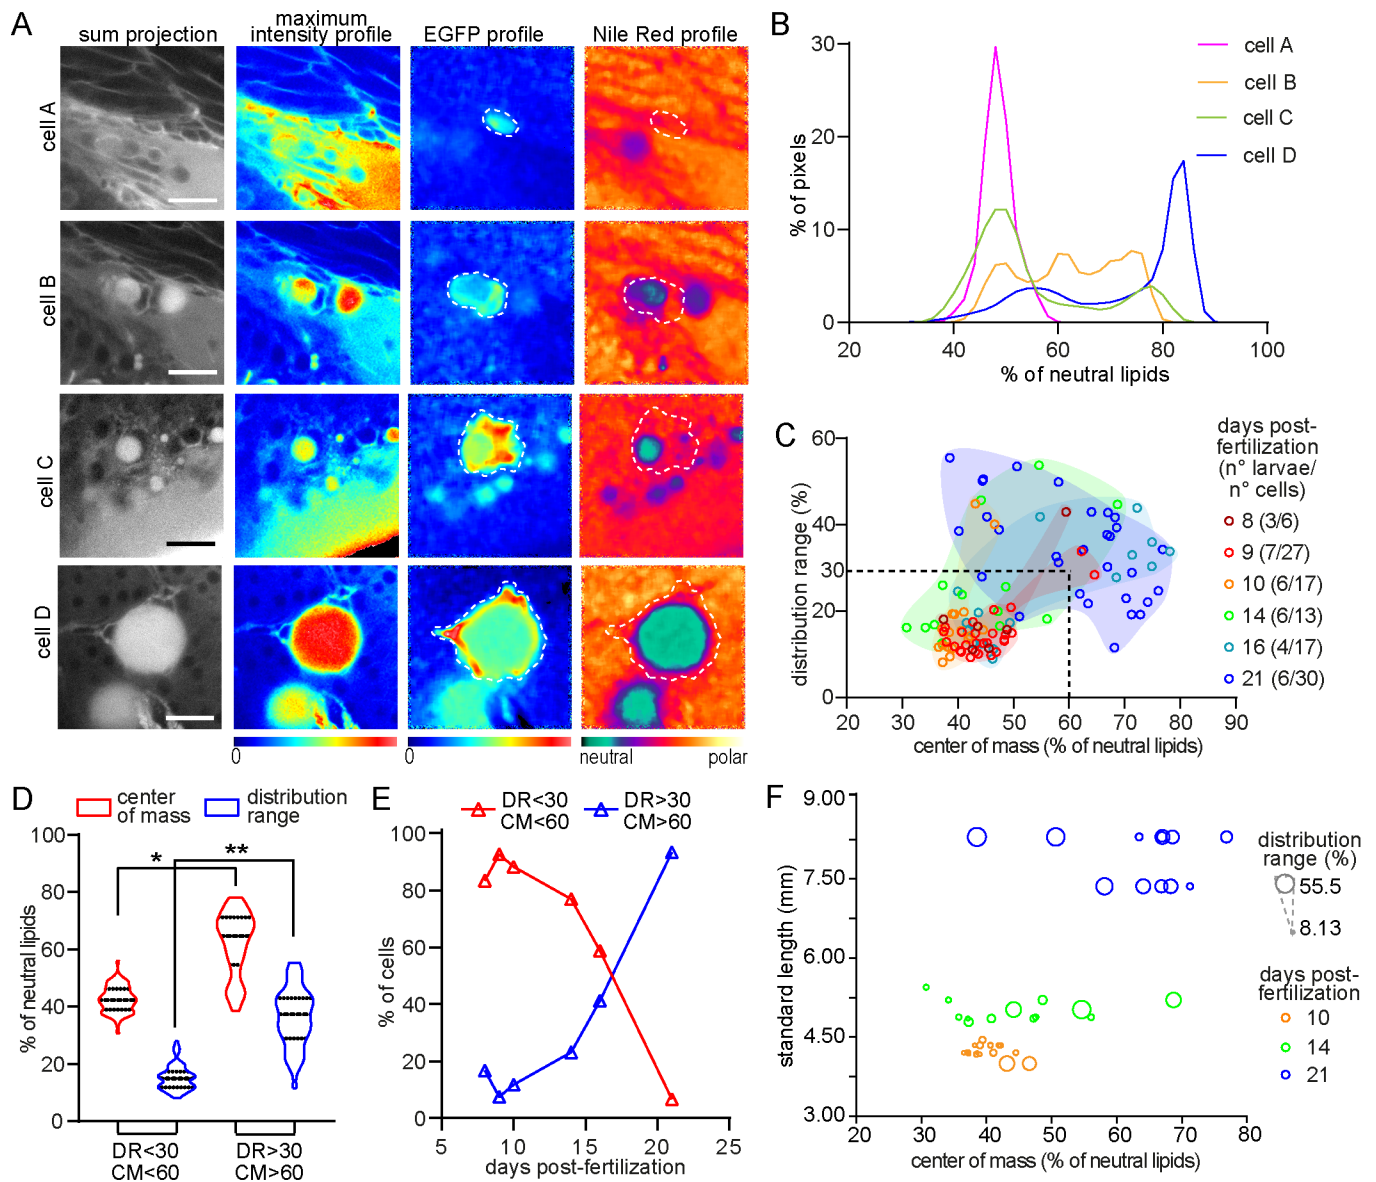 A
sum projection
maximum
intensity profile
EGFP profile
Nile Red profile
cell A
cell B
cell C
cell D
0
0
neutral
polar
B
% of pixels
30
20
10
0
20
40
60
80
100
% of neutral lipids
cell A
cell B
cell C
cell D
C
distribution range (%)
60
40
30
20
0
20
30
40
50
60
70
80
90
center of mass (% of neutral lipids)
days post-
fertilization
(n° larvae/
n° cells)
8 (3/6)
9 (7/27)
10 (6/17)
14 (6/13)
16 (4/17)
21 (6/30)
D
center
of mass
distribution
range
% of neutral lipids
100
80
60
40
20
0
*
**
DR<30
CM<60
DR>30
CM>60
E
DR<30
CM<60
DR>30
CM>60
% of cells
100
80
60
40
20
0
5
10
15
20
25
days post-fertilization
F
standard length (mm)
9.00
7.50
6.00
4.50
3.00
20
30
40
50
60
70
80
center of mass (% of neutral lipids)
distribution
range (%)
55.5
8.13
days post-
fertilization
10
14
21